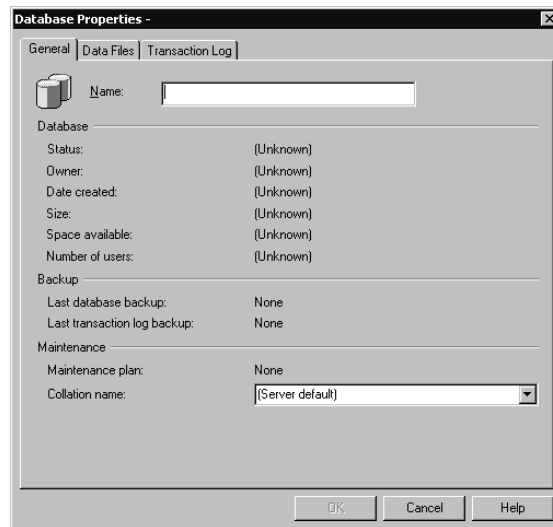 Database Properties -
General Data Files Transaction Log
Name:
Database
Status: (Unknown)
Owner: (Unknown)
Date created: (Unknown)
Size: (Unknown)
Space available: (Unknown)
Number of users: (Unknown)
Backup
Last database backup: None
Last transaction log backup: None
Maintenance
Maintenance plan: None
Collation name: (Server default)
OK Cancel Help